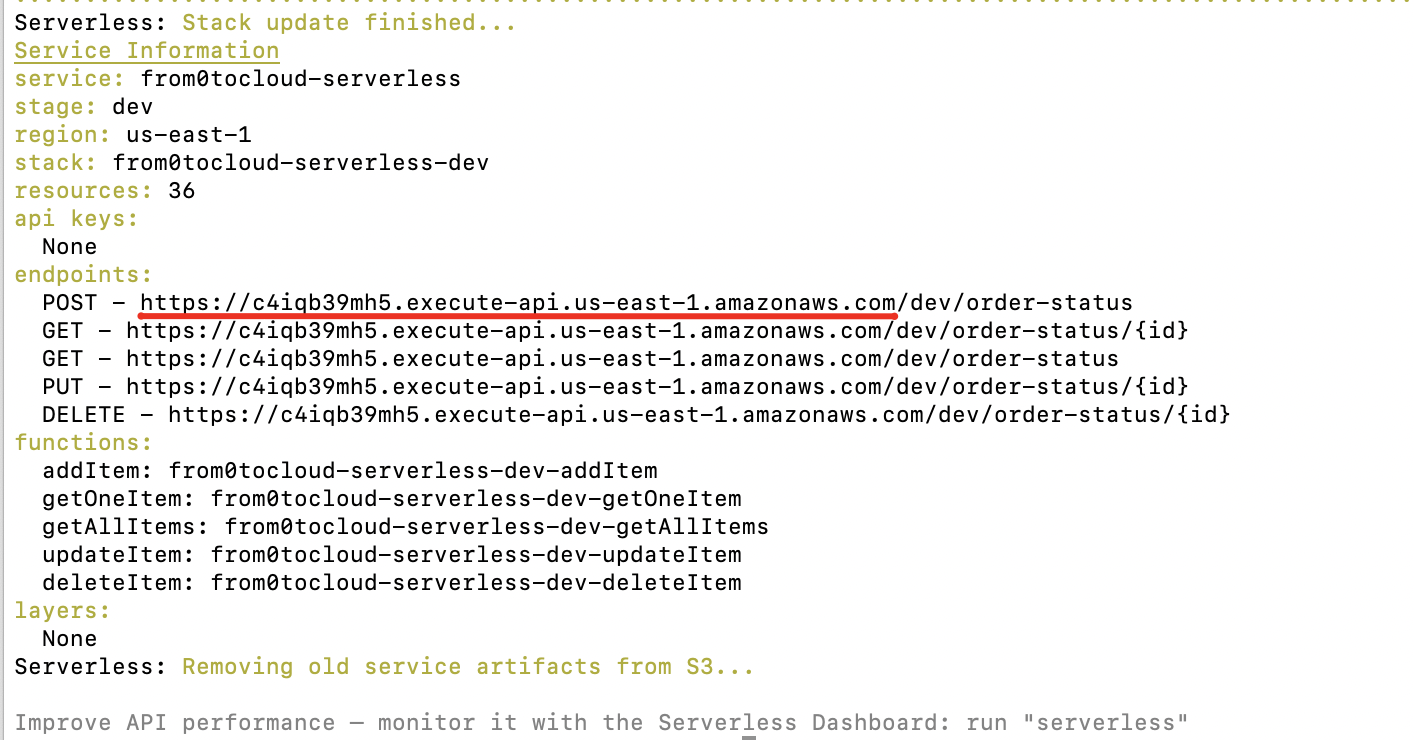 Serverless: Stack update finished...
Service Information
service: from0tocloud-serverless
stage: dev
region: us-east-1
stack: from0tocloud-serverless-dev
resources: 36
api keys:
  None
endpoints:
  POST - https://c4iqb39mh5.execute-api.us-east-1.amazonaws.com/dev/order-status
  GET - https://c4iqb39mh5.execute-api.us-east-1.amazonaws.com/dev/order-status/{id}
  GET - https://c4iqb39mh5.execute-api.us-east-1.amazonaws.com/dev/order-status
  PUT - https://c4iqb39mh5.execute-api.us-east-1.amazonaws.com/dev/order-status/{id}
  DELETE - https://c4iqb39mh5.execute-api.us-east-1.amazonaws.com/dev/order-status/{id}
functions:
  addItem: from0tocloud-serverless-dev-addItem
  getOneItem: from0tocloud-serverless-dev-getOneItem
  getAllItems: from0tocloud-serverless-dev-getAllItems
  updateItem: from0tocloud-serverless-dev-updateItem
  deleteItem: from0tocloud-serverless-dev-deleteItem
layers:
  None
Serverless: Removing old service artifacts from S3...
Improve API performance — monitor it with the Serverless Dashboard: run "serverless"